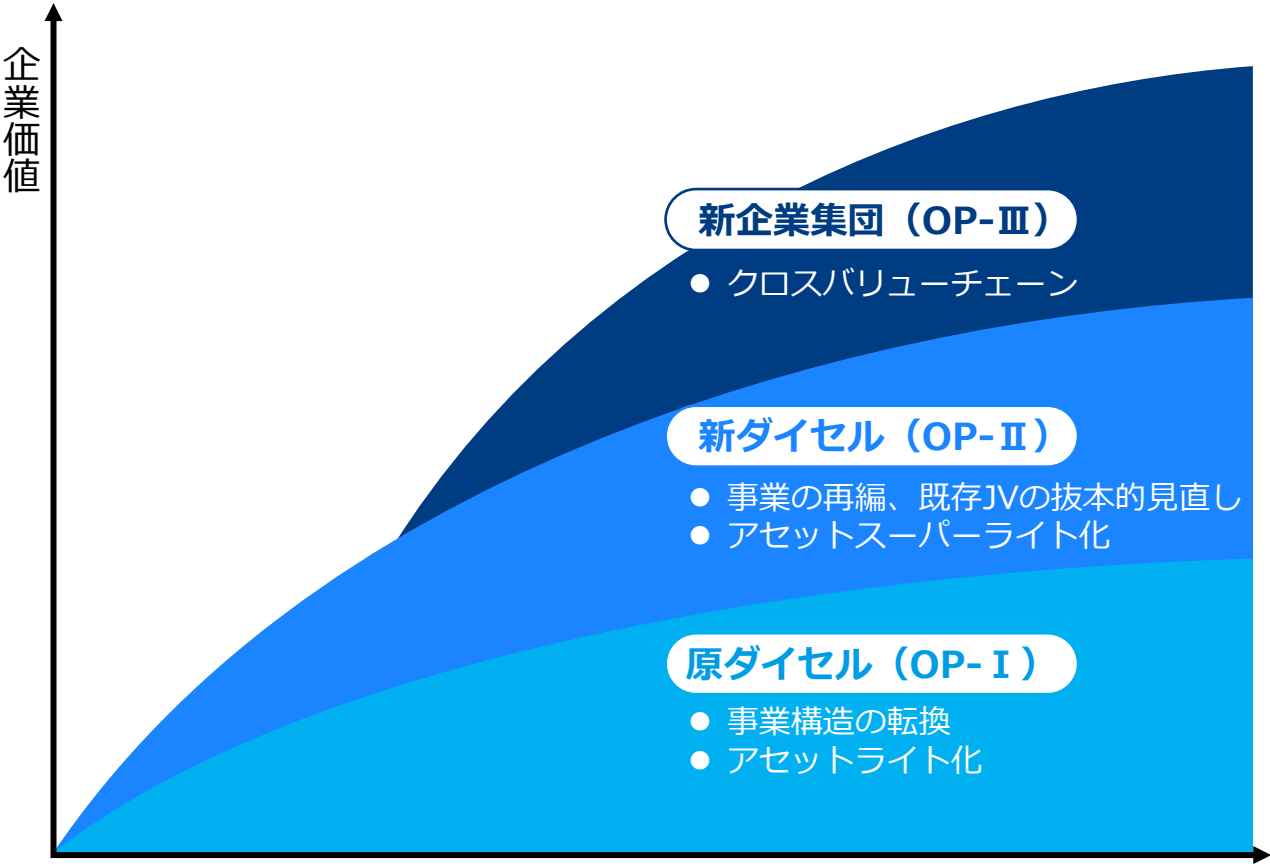 企業価値
新企業集団（OP-Ⅲ）
● クロスバリューチェーン
新ダイセル（OP-Ⅱ）
● 事業の再編、既存JVの抜本的見直し
● アセットスーパーライト化
原ダイセル（OP-Ⅰ）
● 事業構造の転換
● アセットライト化